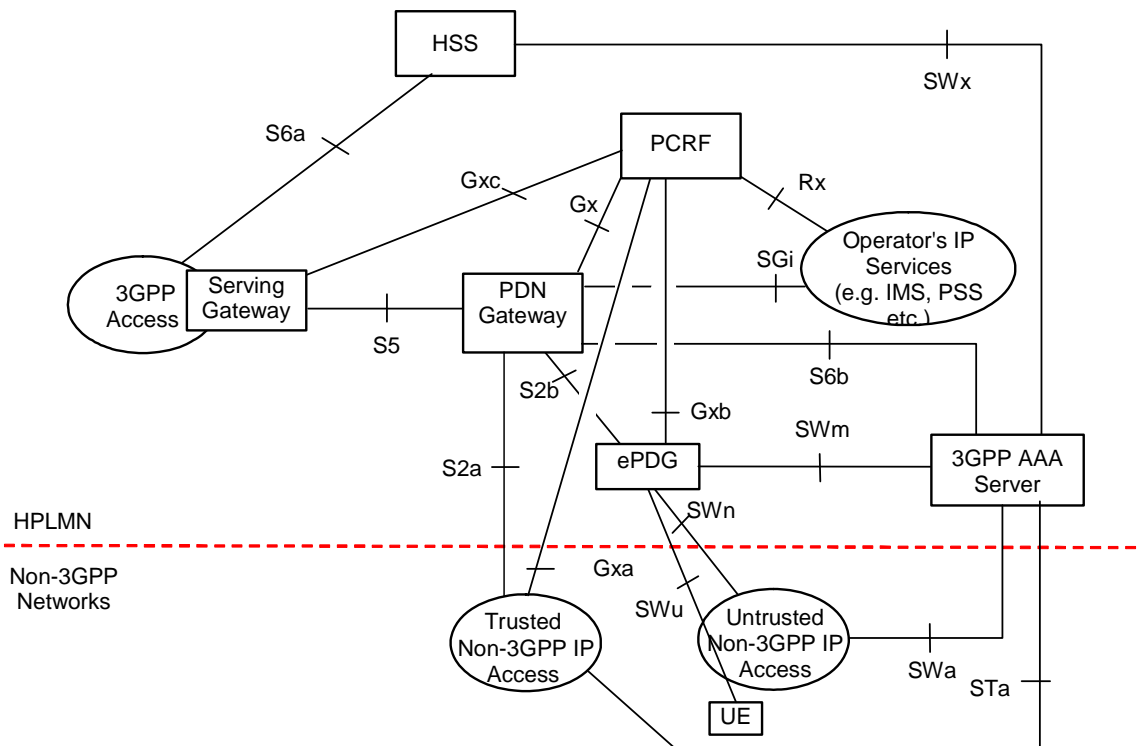 HSS
SWx
S6a
PCRF
Gxc
Rx
Gx
Operator's IP
Services
(e.g. IMS, PSS
etc.)
SGi
3GPP
Access
Serving
Gateway
PDN
Gateway
S5
S2b
S6b
Gxb
SWm
S2a
ePDG
3GPP AAA
Server
SWn
HPLMN
Non-3GPP
Networks
Gxa
SWu
Trusted
Non-3GPP IP
Access
Untrusted
Non-3GPP IP
Access
SWa
STa
UE